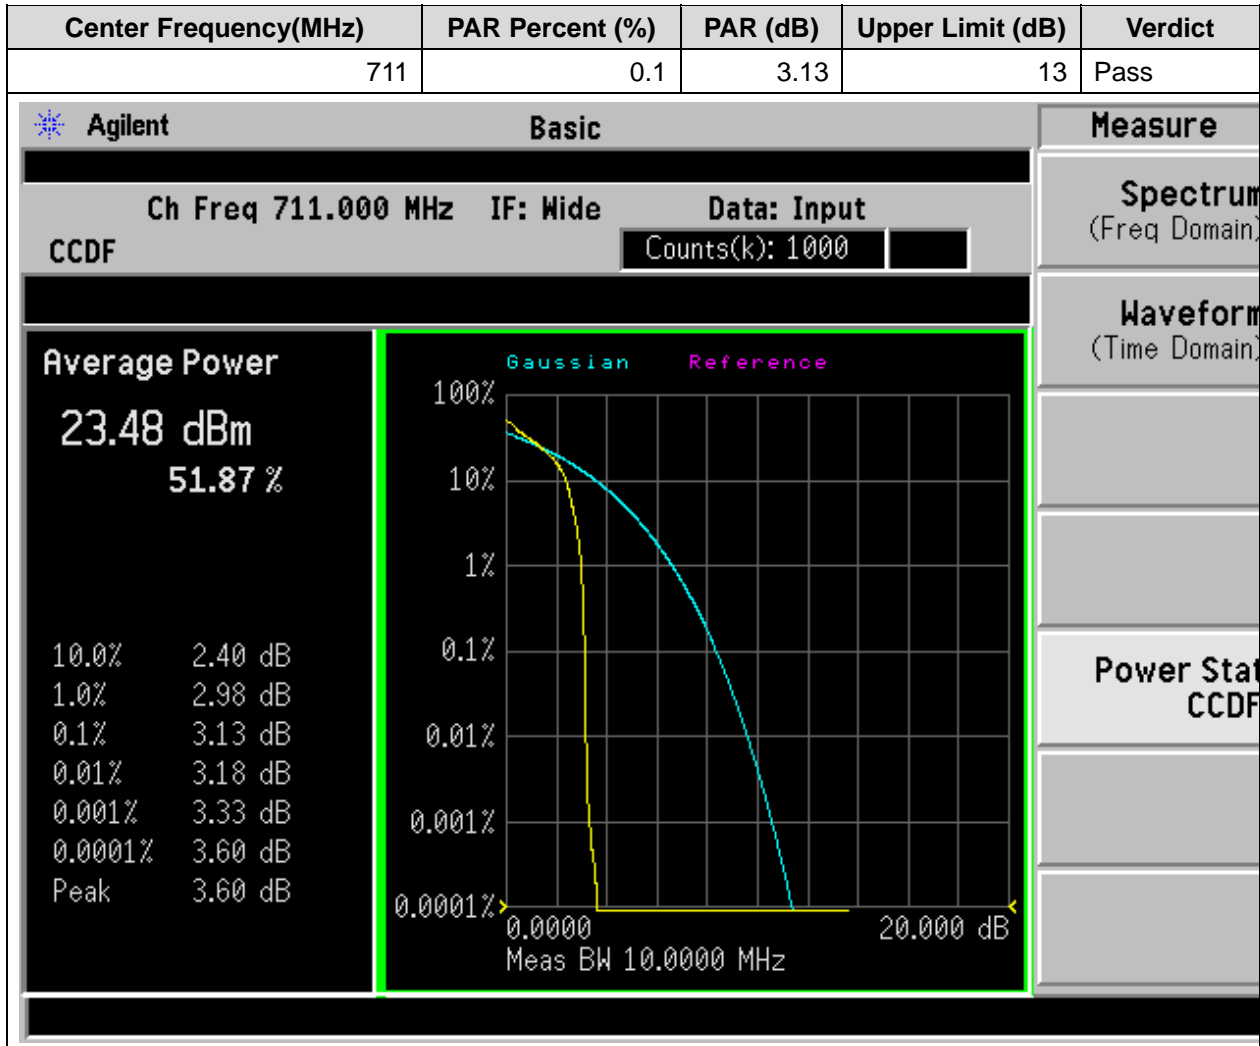 Center Frequency(MHz) PAR Percent (%) PAR (dB) Upper Limit (dB) Verdict
711 0.1 3.13 13 Pass
Agilent Basic Measure
Ch Freq 711.000 MHz IF: Wide Data: Input
CCDF Counts(k): 1000
Spectrum
(Freq Domain)
Waveform
(Time Domain)
Power Stat
CCDF
Average Power
23.48 dBm
51.87 %
10.0% 2.40 dB
1.0% 2.98 dB
0.1% 3.13 dB
0.01% 3.18 dB
0.001% 3.33 dB
0.0001% 3.60 dB
Peak 3.60 dB
Gaussian Reference
100%
10%
1%
0.1%
0.01%
0.001%
0.0001%
0.0000 20.000 dB
Meas BW 10.0000 MHz